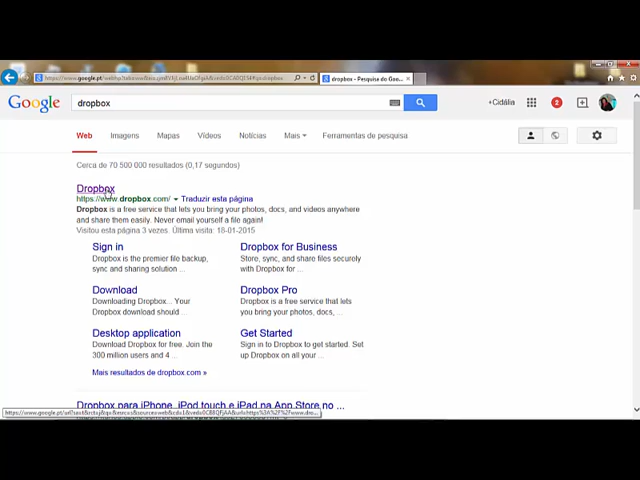 dropbox - Pesquisa do Goo...
Google
dropbox
+Cidália
2
Web Imagens Mapas Vídeos Notícias Mais Ferramentas de pesquisa
Cerca de 70 500 000 resultados (0,17 segundos)
Dropbox
https://www.dropbox.com/ Traduzir esta página
Dropbox is a free service that lets you bring your photos, docs, and videos anywhere
and share them easily. Never email yourself a file again!
Visitou esta página 3 vezes. Última visita: 18-01-2015
Sign in
Dropbox is the premier file backup,
sync and sharing solution ...
Dropbox for Business
Store, sync, and share files securely
with Dropbox for ...
Download
Downloading Dropbox... Your
Dropbox download should ...
Dropbox Pro
Dropbox is a free service that lets
you bring your photos, docs, ...
Desktop application
Download Dropbox for free. Join the
300 million users and 4 ...
Get Started
Sign in to Dropbox to get started. Set
up Dropbox on all your ...
Mais resultados de dropbox.com »
Dropbox para iPhone, iPod touch e iPad na App Store no ...